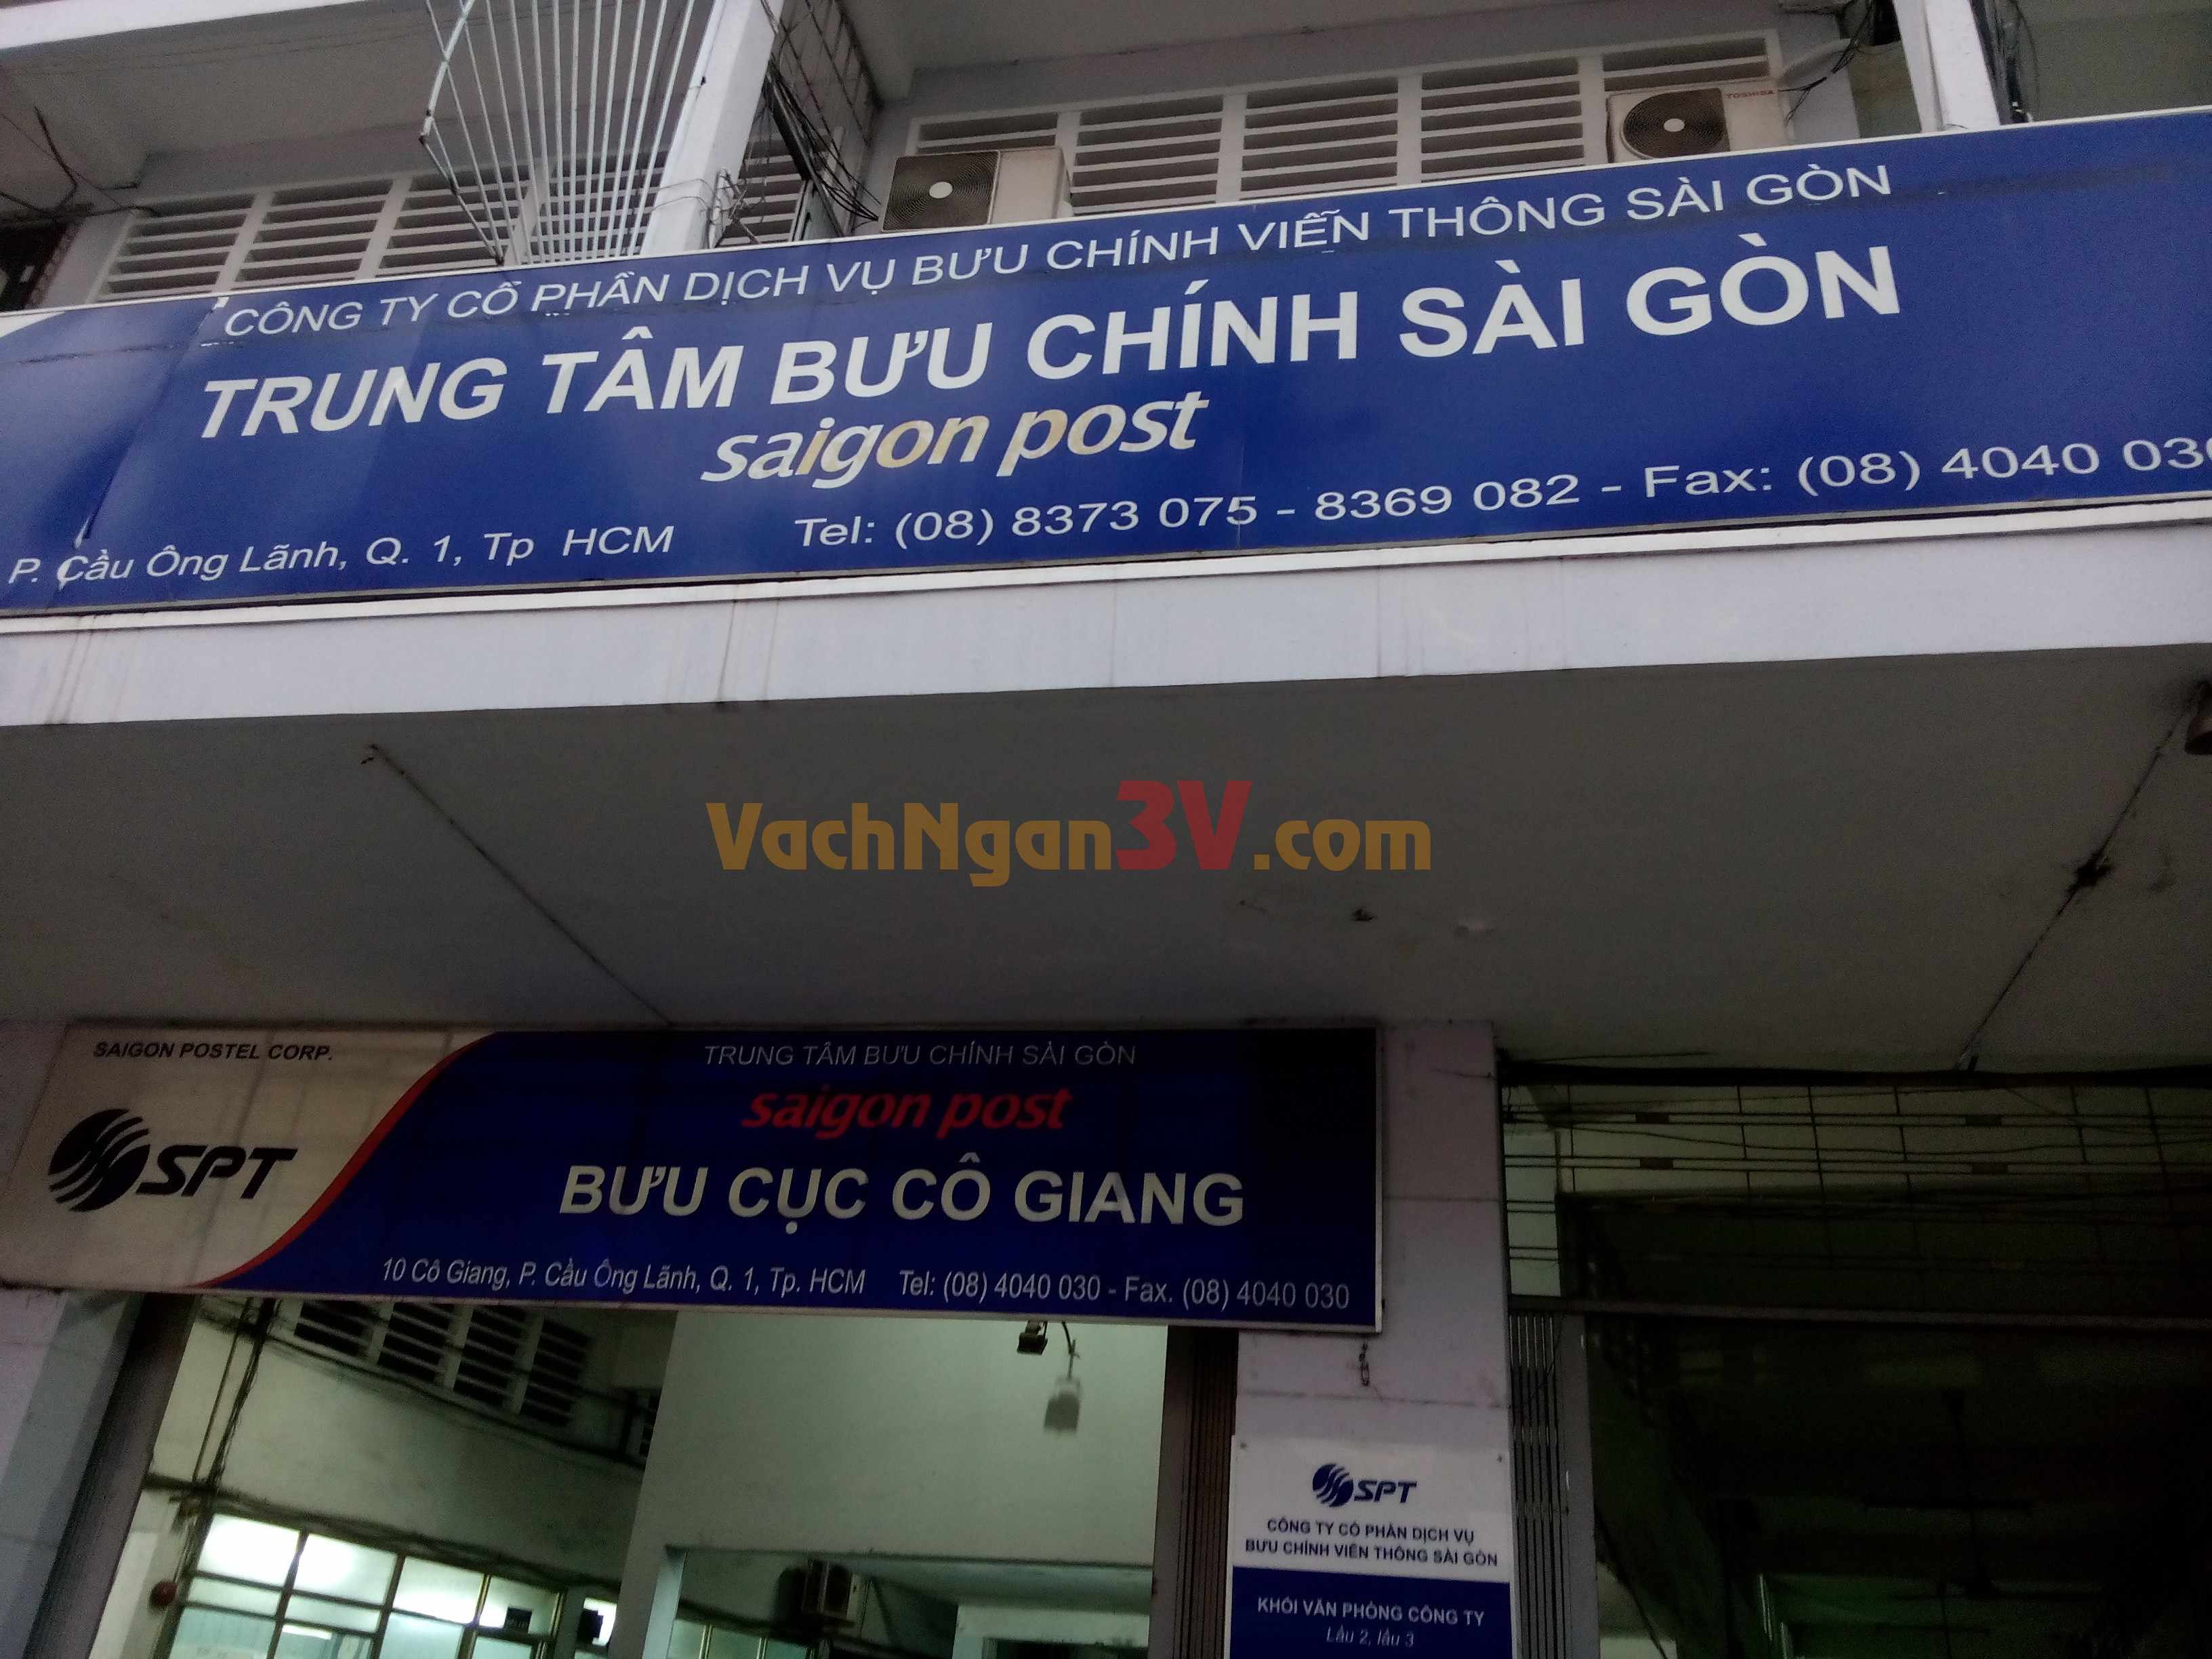 TOSHIBA
CÔNG TY CỔ PHẦN DỊCH VỤ BƯU CHÍNH VIỄN THÔNG SÀI GÒN
TRUNG TÂM BƯU CHÍNH SÀI GÒN
saigon post
P. Cầu Ông Lãnh, Q. 1, Tp HCM Tel: (08) 8373 075 - 8369 082 - Fax: (08) 4040 030
VachNgan3V.com
SAIGON POSTEL CORP.
SPT
TRUNG TÂM BƯU CHÍNH SÀI GÒN
saigon post
BƯU CỤC CÔ GIANG
10 Cô Giang, P. Cầu Ông Lãnh, Q. 1, Tp. HCM Tel: (08) 4040 030 - Fax. (08) 4040 030
SPT
CÔNG TY CỔ PHẦN DỊCH VỤ
BƯU CHÍNH VIỄN THÔNG SÀI GÒN
KHỐI VĂN PHÒNG CÔNG TY
Lầu 2, lầu 3